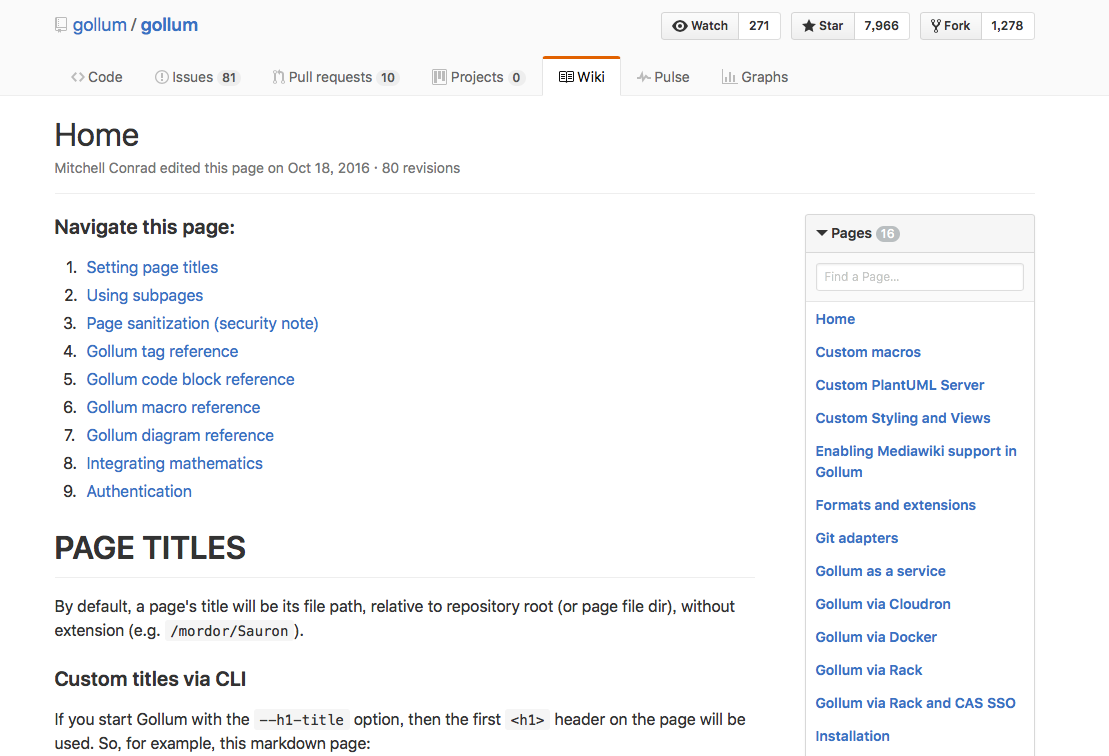 gollum / gollum
Watch 271 Star 7,966 Fork 1,278
Code Issues 81 Pull requests 10 Projects 0 Wiki Pulse Graphs
Home
Mitchell Conrad edited this page on Oct 18, 2016 · 80 revisions
Navigate this page:
1. Setting page titles
2. Using subpages
3. Page sanitization (security note)
4. Gollum tag reference
5. Gollum code block reference
6. Gollum macro reference
7. Gollum diagram reference
8. Integrating mathematics
9. Authentication
PAGE TITLES
By default, a page's title will be its file path, relative to repository root (or page file dir), without
extension (e.g. /mordor/Sauron ).
Custom titles via CLI
If you start Gollum with the --h1-title option, then the first <h1> header on the page will be
used. So, for example, this markdown page:
Pages 16
Find a Page...
Home
Custom macros
Custom PlantUML Server
Custom Styling and Views
Enabling Mediawiki support in
Gollum
Formats and extensions
Git adapters
Gollum as a service
Gollum via Cloudron
Gollum via Docker
Gollum via Rack
Gollum via Rack and CAS SSO
Installation